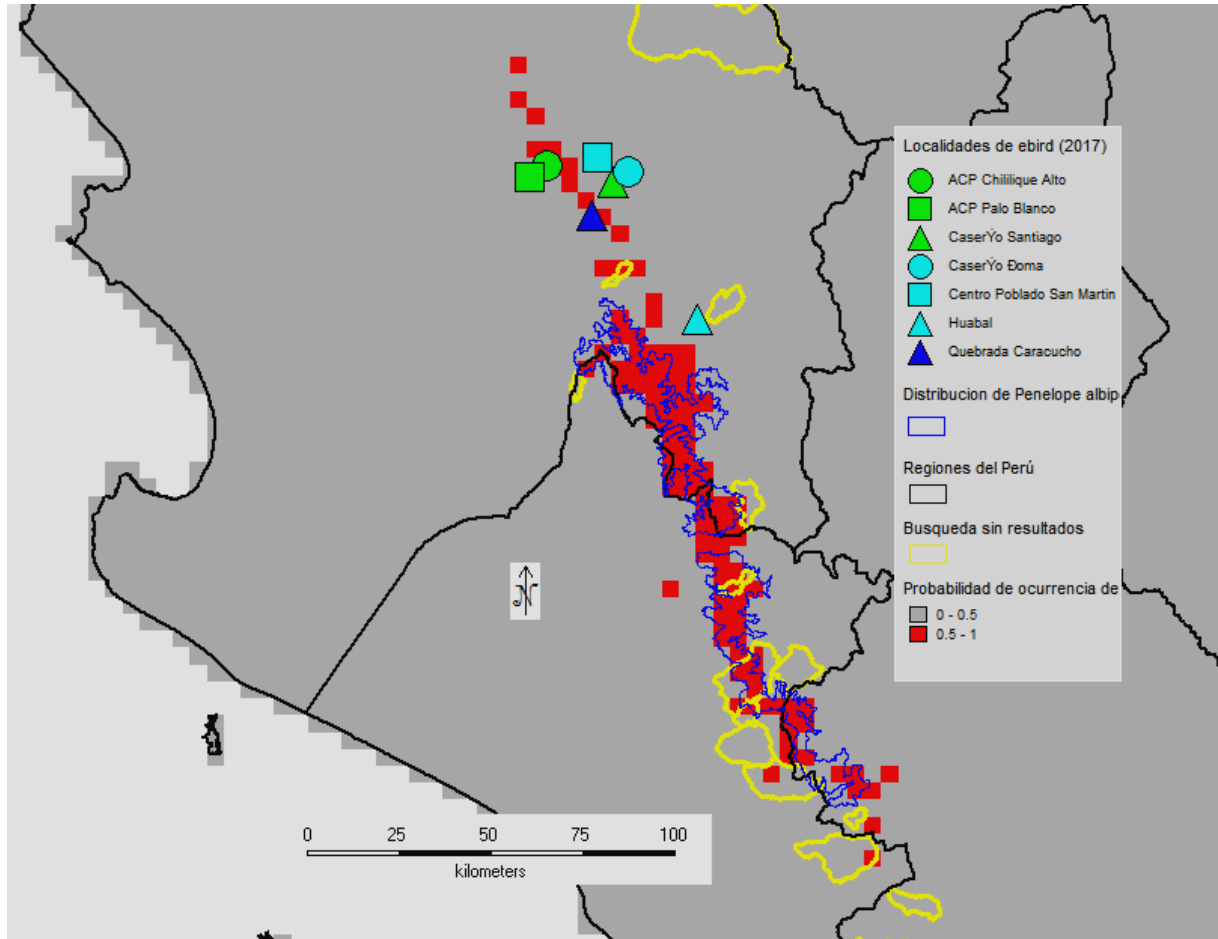 Localidades de ebird (2017)
ACP Chililique Alto
ACP Palo Blanco
CaserÝo Santiago
CaserÝo Ðoma
Centro Poblado San Martin
Huabal
Quebrada Caracucho
Distribucion de Penelope albip
Regiones del Perú
Busqueda sin resultados
Probabilidad de ocurrencia de
0 - 0.5
0.5 - 1
N
0 25 50 75 100
kilometers